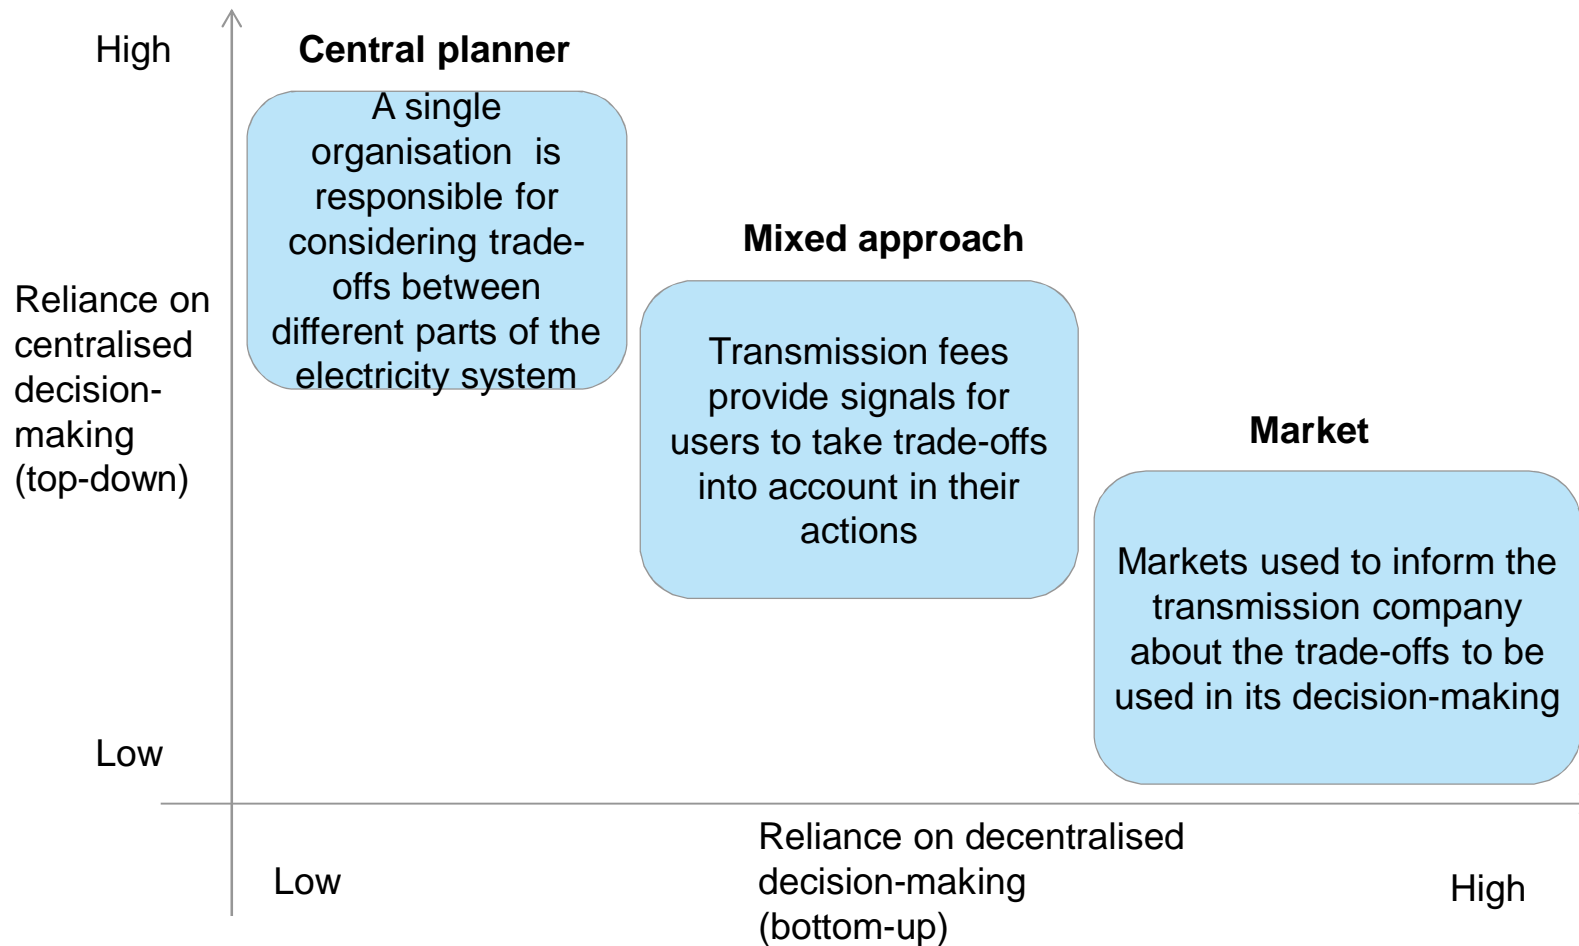 High
Central planner
A single
organisation  is
responsible for
considering trade-
offs between
different parts of the
electricity system
Mixed approach
Transmission fees
provide signals for
users to take trade-offs
into account in their
actions
Market
Markets used to inform the
transmission company
about the trade-offs to be
used in its decision-making
Reliance on
centralised
decision-
making
(top-down)
Low
Low
Reliance on decentralised
decision-making
(bottom-up)
High